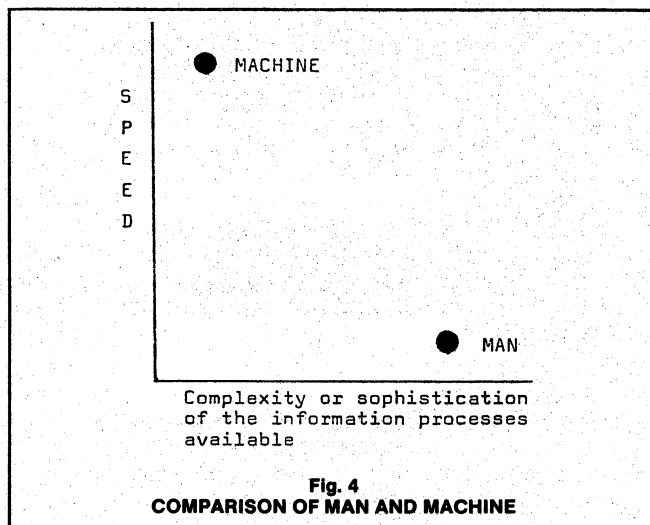 MACHINE
S
P
E
E
D
MAN
Complexity or sophistication
of the information processes
available
Fig. 4
COMPARISON OF MAN AND MACHINE